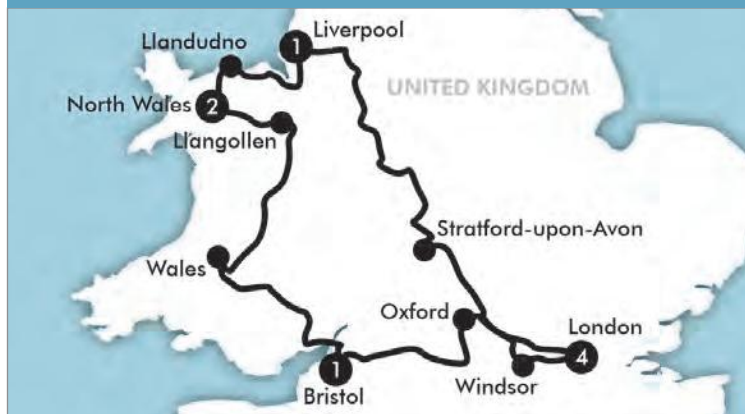 Liverpool
1
Llandudno
UNITED KINGDOM
North Wales
2
Llangollen
Stratford-upon-Avon
Wales
Oxford
London
4
1
Windsor
Bristol